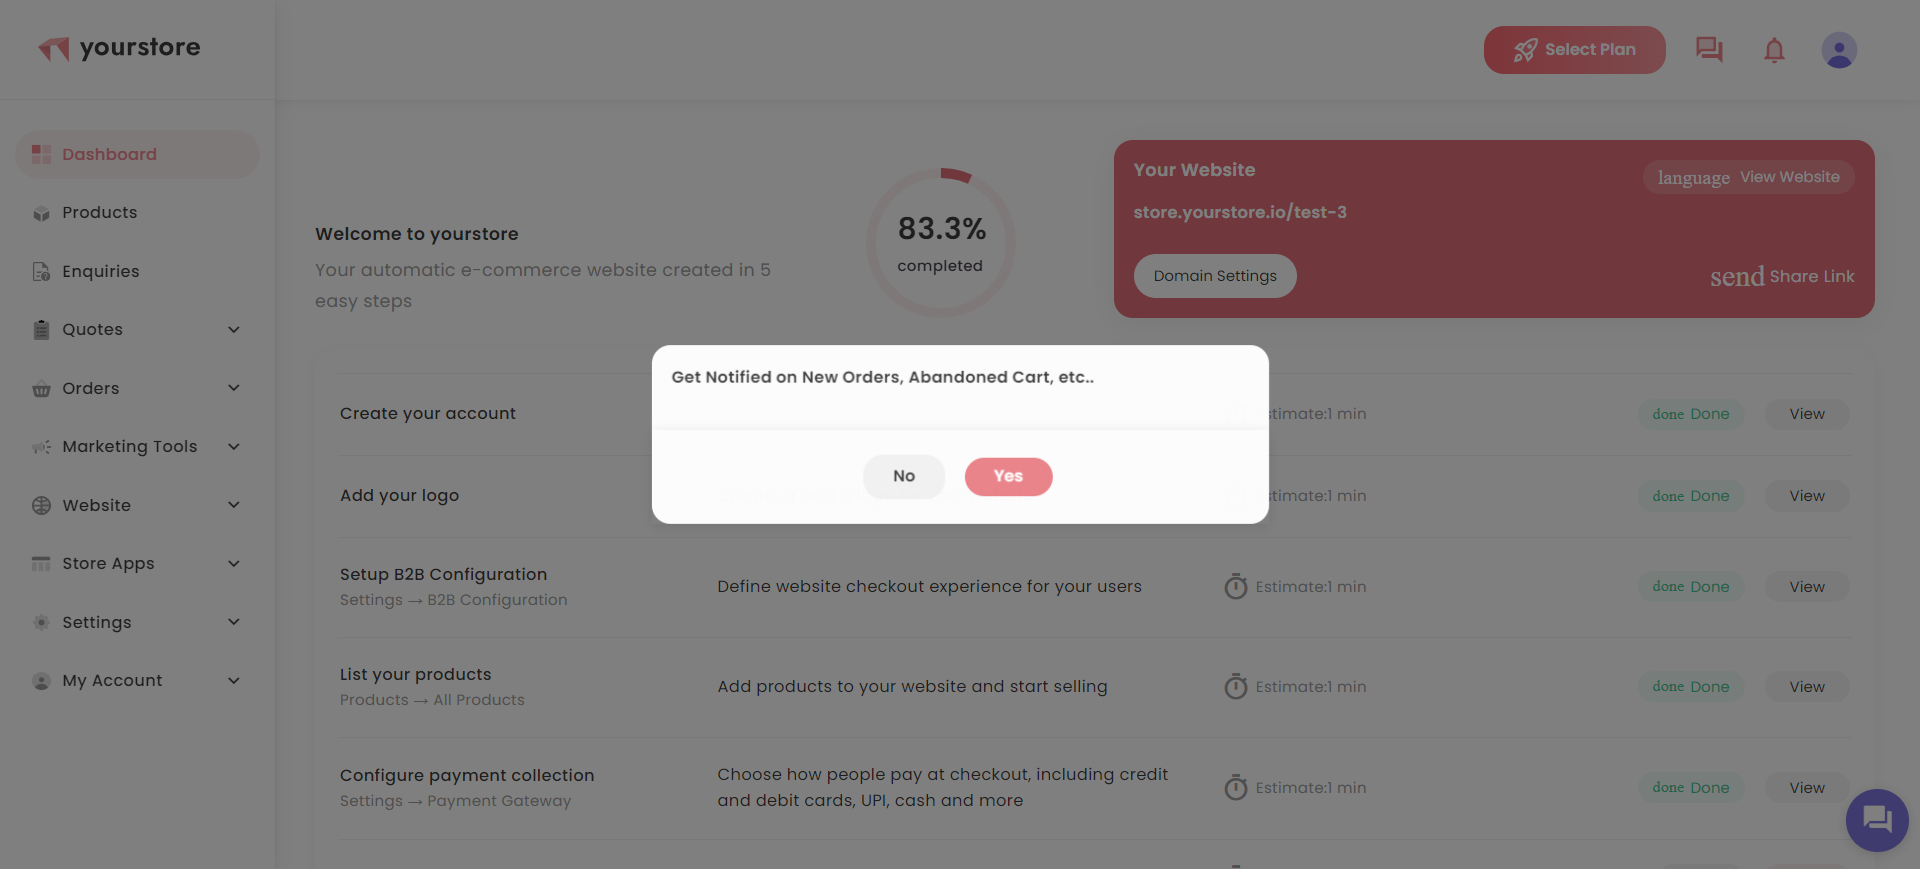 yourstore
Select Plan
Dashboard
Products
Enquiries
Quotes
Orders
Marketing Tools
Website
Store Apps
Settings
My Account
Welcome to yourstore
Your automatic e-commerce website created in 5
easy steps
83.3%
completed
Your Website
language View Website
store.yourstore.io/test-3
Domain Settings
send Share Link
Get Notified on New Orders, Abandoned Cart, etc..
No
Yes
Create your account
stimate:1 min
done Done
View
Add your logo
stimate:1 min
done Done
View
Setup B2B Configuration
Settings → B2B Configuration
Define website checkout experience for your users
Estimate:1 min
done Done
View
List your products
Products → All Products
Add products to your website and start selling
Estimate:1 min
done Done
View
Configure payment collection
Settings → Payment Gateway
Choose how people pay at checkout, including credit
and debit cards, UPI, cash and more
Estimate:1 min
done Done
View